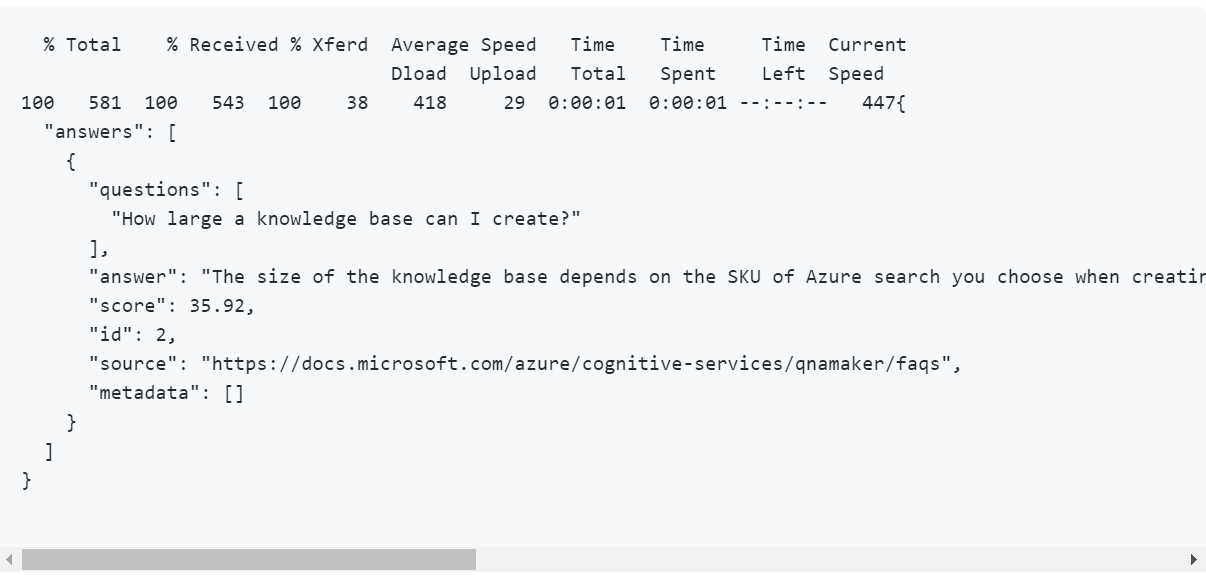 % Total    % Received % Xferd  Average Speed   Time    Time     Time  Current
                                 Dload  Upload   Total   Spent    Left  Speed
100   581  100   543  100    38    418     29  0:00:01  0:00:01 --:--:--   447{
  "answers": [
    {
      "questions": [
        "How large a knowledge base can I create?"
      ],
      "answer": "The size of the knowledge base depends on the SKU of Azure search you choose when creatin
      "score": 35.92,
      "id": 2,
      "source": "https://docs.microsoft.com/azure/cognitive-services/qnamaker/faqs",
      "metadata": []
    }
  ]
}